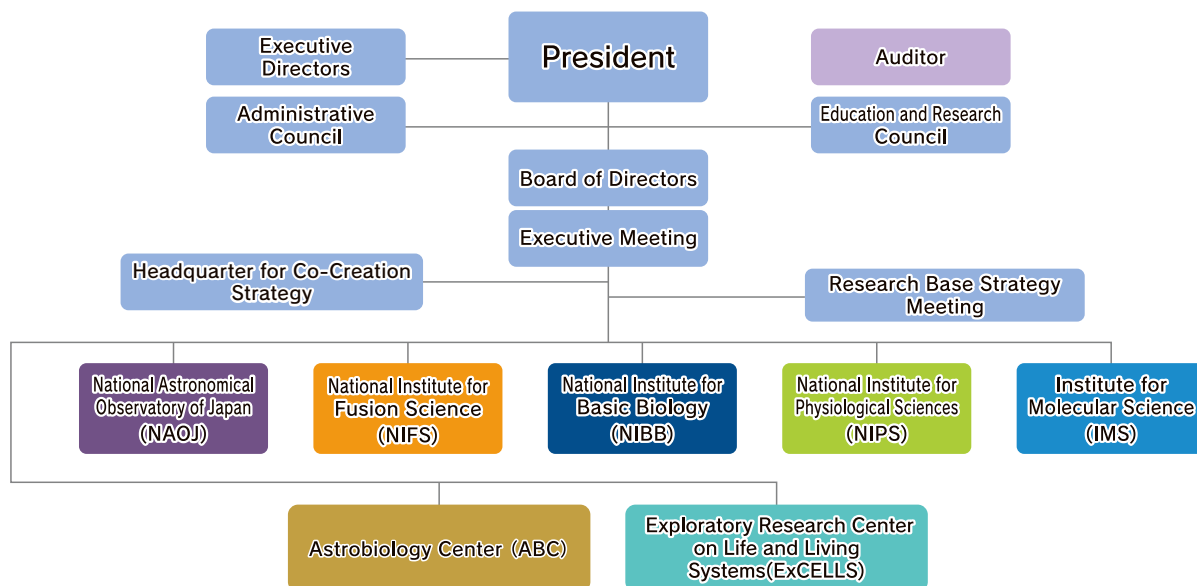 Executive
Directors
President
Auditor
Administrative
Council
Education and Research
Council
Board of Directors
Executive Meeting
Headquarter for Co-Creation
Strategy
Research Base Strategy
Meeting
National Astronomical
Observatory of Japan
(NAOJ)
National Institute for
Fusion Science
(NIFS)
National Institute for
Basic Biology
(NIBB)
National Institute for
Physiological Sciences
(NIPS)
Institute for
Molecular Science
(IMS)
Astrobiology Center (ABC)
Exploratory Research Center
on Life and Living
Systems(ExCELLS)